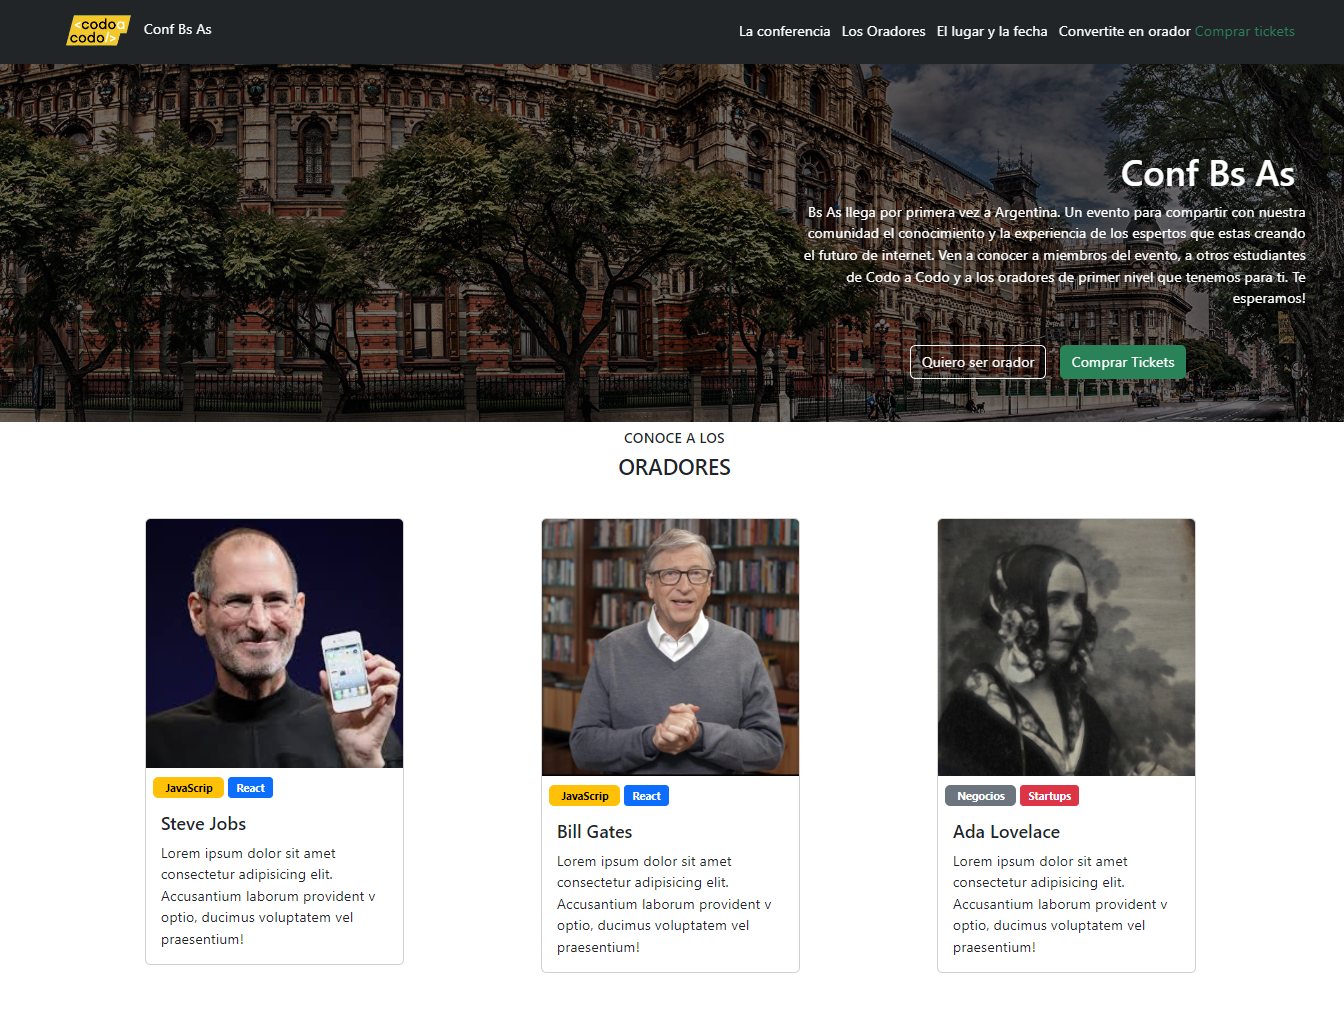 <codo a
codo/>
Conf Bs As
La conferencia Los Oradores El lugar y la fecha Convertite en orador Comprar tickets
Conf Bs As
Bs As llega por primera vez a Argentina. Un evento para compartir con nuestra
comunidad el conocimiento y la experiencia de los espertos que estas creando
el futuro de internet. Ven a conocer a miembros del evento, a otros estudiantes
de Codo a Codo y a los oradores de primer nivel que tenemos para ti. Te
esperamos!
Quiero ser orador Comprar Tickets
CONOCE A LOS
ORADORES
JavaScrip React
Steve Jobs
Lorem ipsum dolor sit amet
consectetur adipisicing elit.
Accusantium laborum provident v
optio, ducimus voluptatem vel
praesentium!
JavaScrip React
Bill Gates
Lorem ipsum dolor sit amet
consectetur adipisicing elit.
Accusantium laborum provident v
optio, ducimus voluptatem vel
praesentium!
Negocios Startups
Ada Lovelace
Lorem ipsum dolor sit amet
consectetur adipisicing elit.
Accusantium laborum provident v
optio, ducimus voluptatem vel
praesentium!